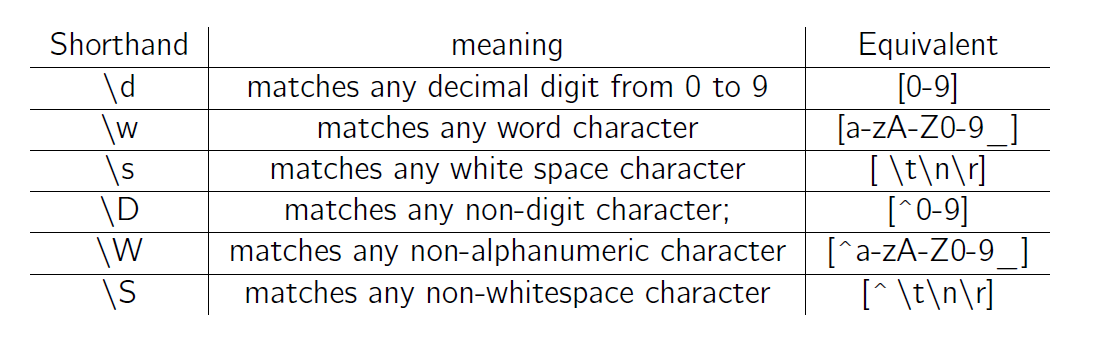 Shorthand meaning Equivalent
\d matches any decimal digit from 0 to 9 [0-9]
\w matches any word character [a-zA-Z0-9_]
\s matches any white space character [ \t\n\r]
\D matches any non-digit character; [^0-9]
\W matches any non-alphanumeric character [^a-zA-Z0-9_]
\S matches any non-whitespace character [^ \t\n\r]